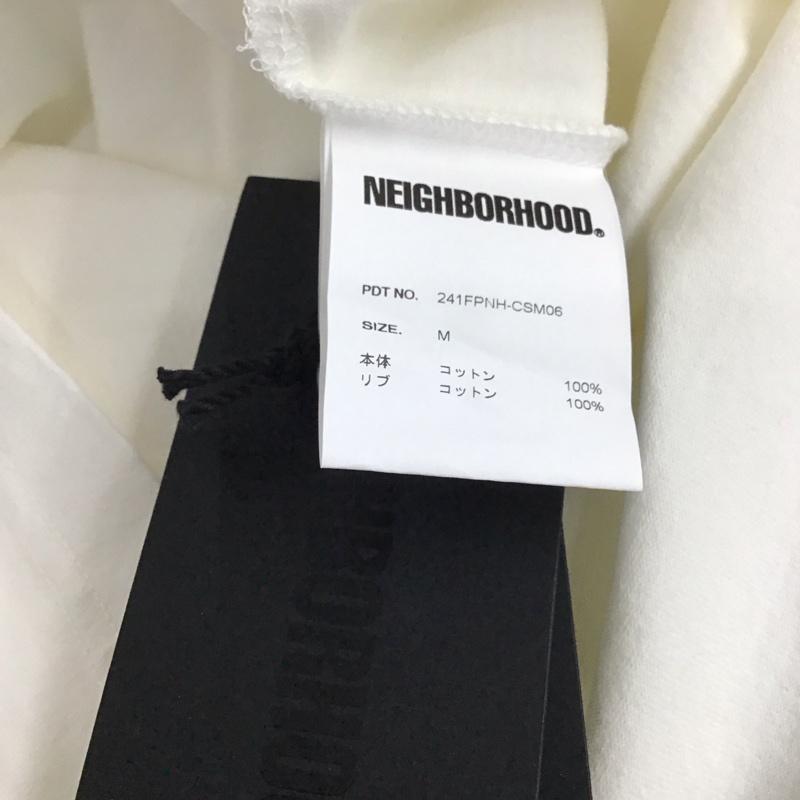 NEIGHBORHOOD®
PDT NO. 241FPNH-CSM06
SIZE. M
本体 コットン 100%
リブ コットン 100%
BORHOO